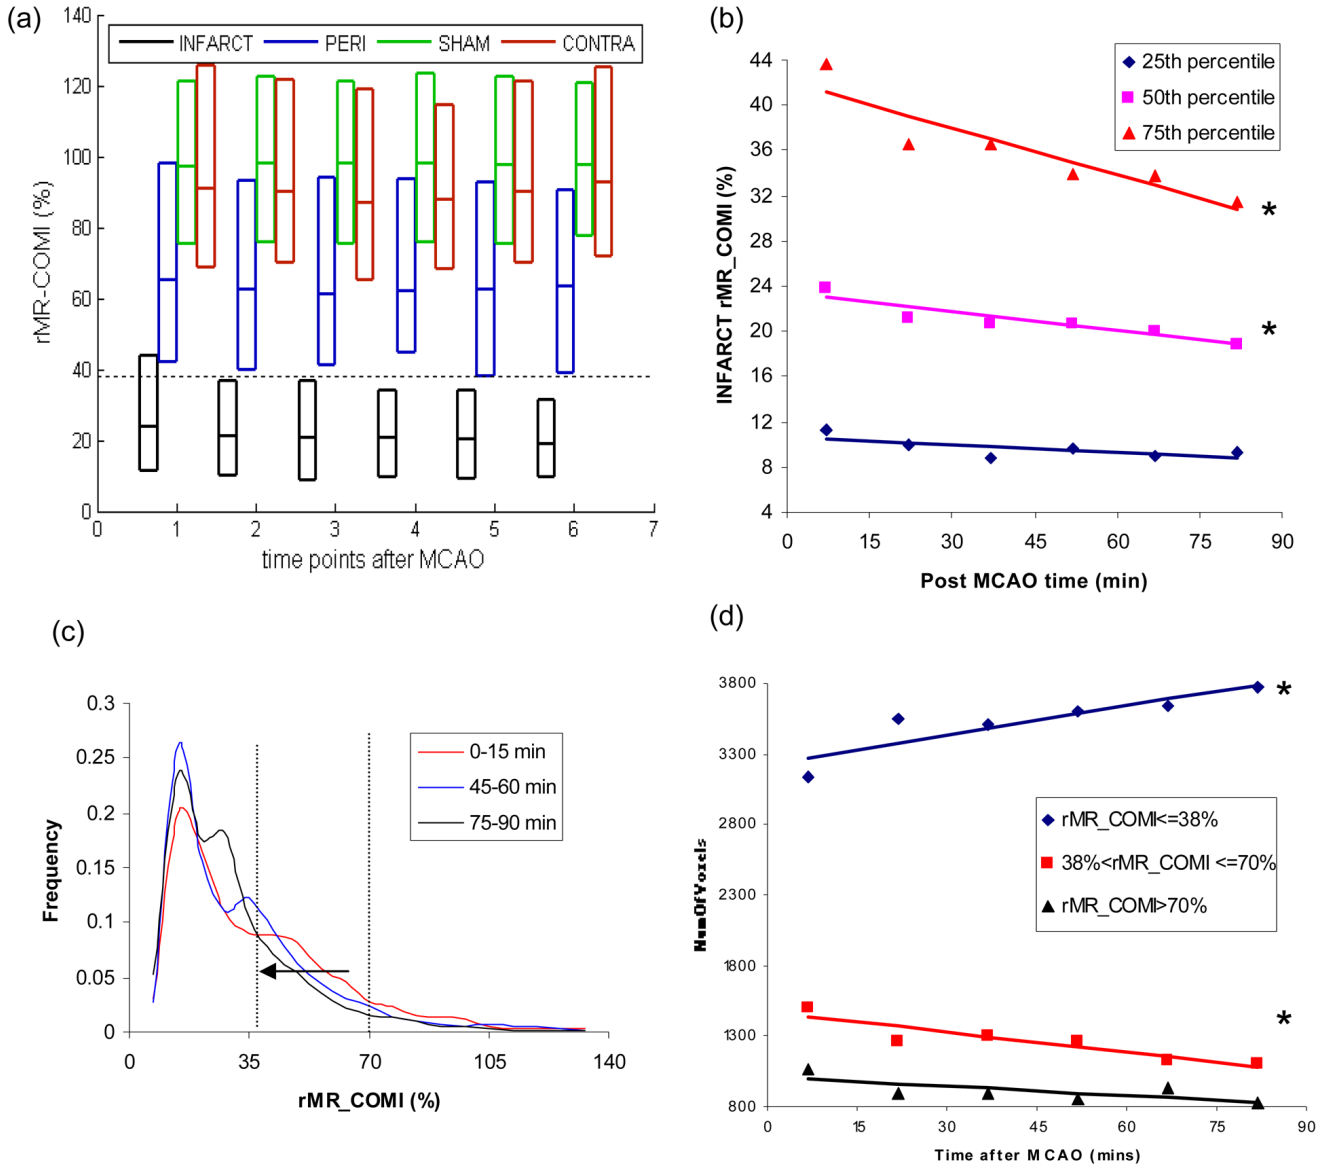 (a)
140
120
100
80
60
40
20
0
rMR-COMI (%)
INFARCT PERI SHAM CONTRA
0 1 2 3 4 5 6 7
time points after MCAO
(b)
44
40
36
32
28
24
20
16
12
8
4
INFARCT rMR_COMI (%)
25th percentile
50th percentile
75th percentile
*
*
0 15 30 45 60 75 90
Post MCAO time (min)
(c)
0.3
0.25
0.2
0.15
0.1
0.05
0
Frequency
0-15 min
45-60 min
75-90 min
0 35 70 105 140
rMR_COMI (%)
(d)
3800
3300
2800
2300
1800
1300
800
NumOfVoxels
*
rMR_COMI<=38%
38%<rMR_COMI <=70%
rMR_COMI>70%
*
0 15 30 45 60 75 90
Time after MCAO (mins)